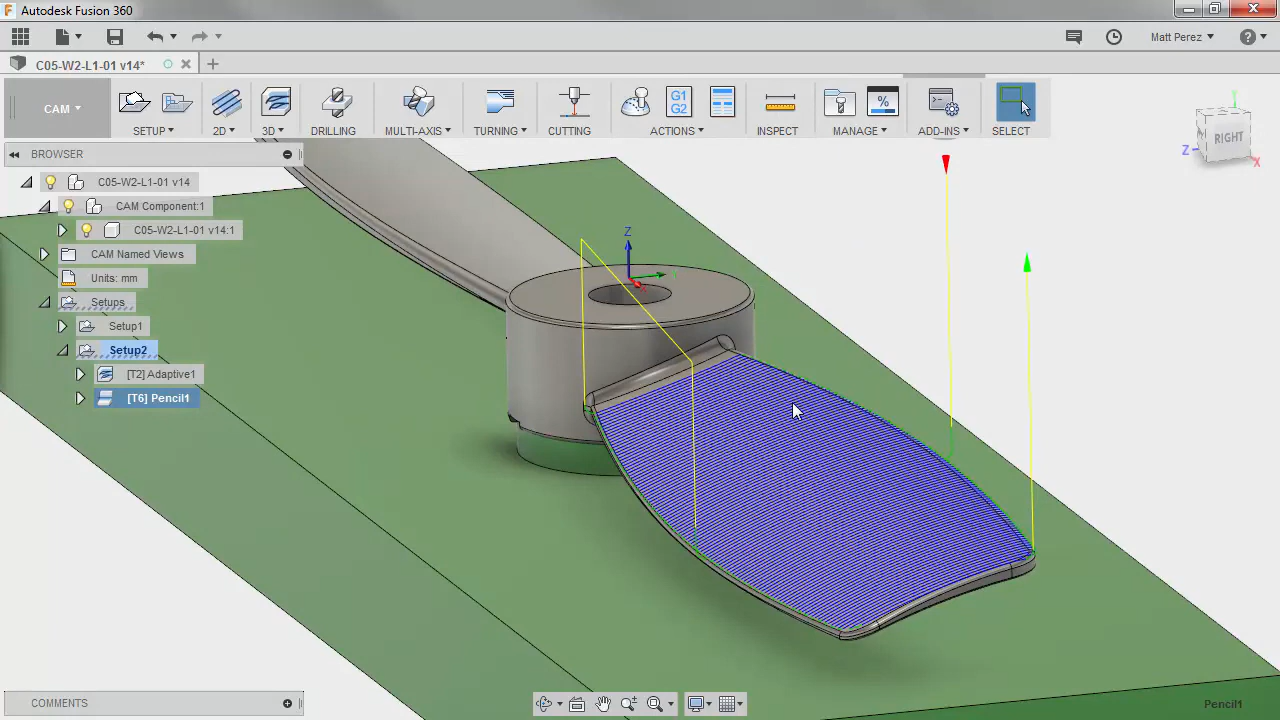 Autodesk Fusion 360
Matt Perez
C05-W2-L1-01 v14*
CAM
SETUP
2D
3D
DRILLING
MULTI-AXIS
TURNING
CUTTING
G1
G2
ACTIONS
INSPECT
%
MANAGE
ADD-INS
SELECT
BROWSER
C05-W2-L1-01 v14
CAM Component:1
C05-W2-L1-01 v14:1
CAM Named Views
Units: mm
Setups
Setup1
Setup2
[T2] Adaptive1
[T6] Pencil1
Z
Y
Z
RIGHT
X
COMMENTS
Pencil1